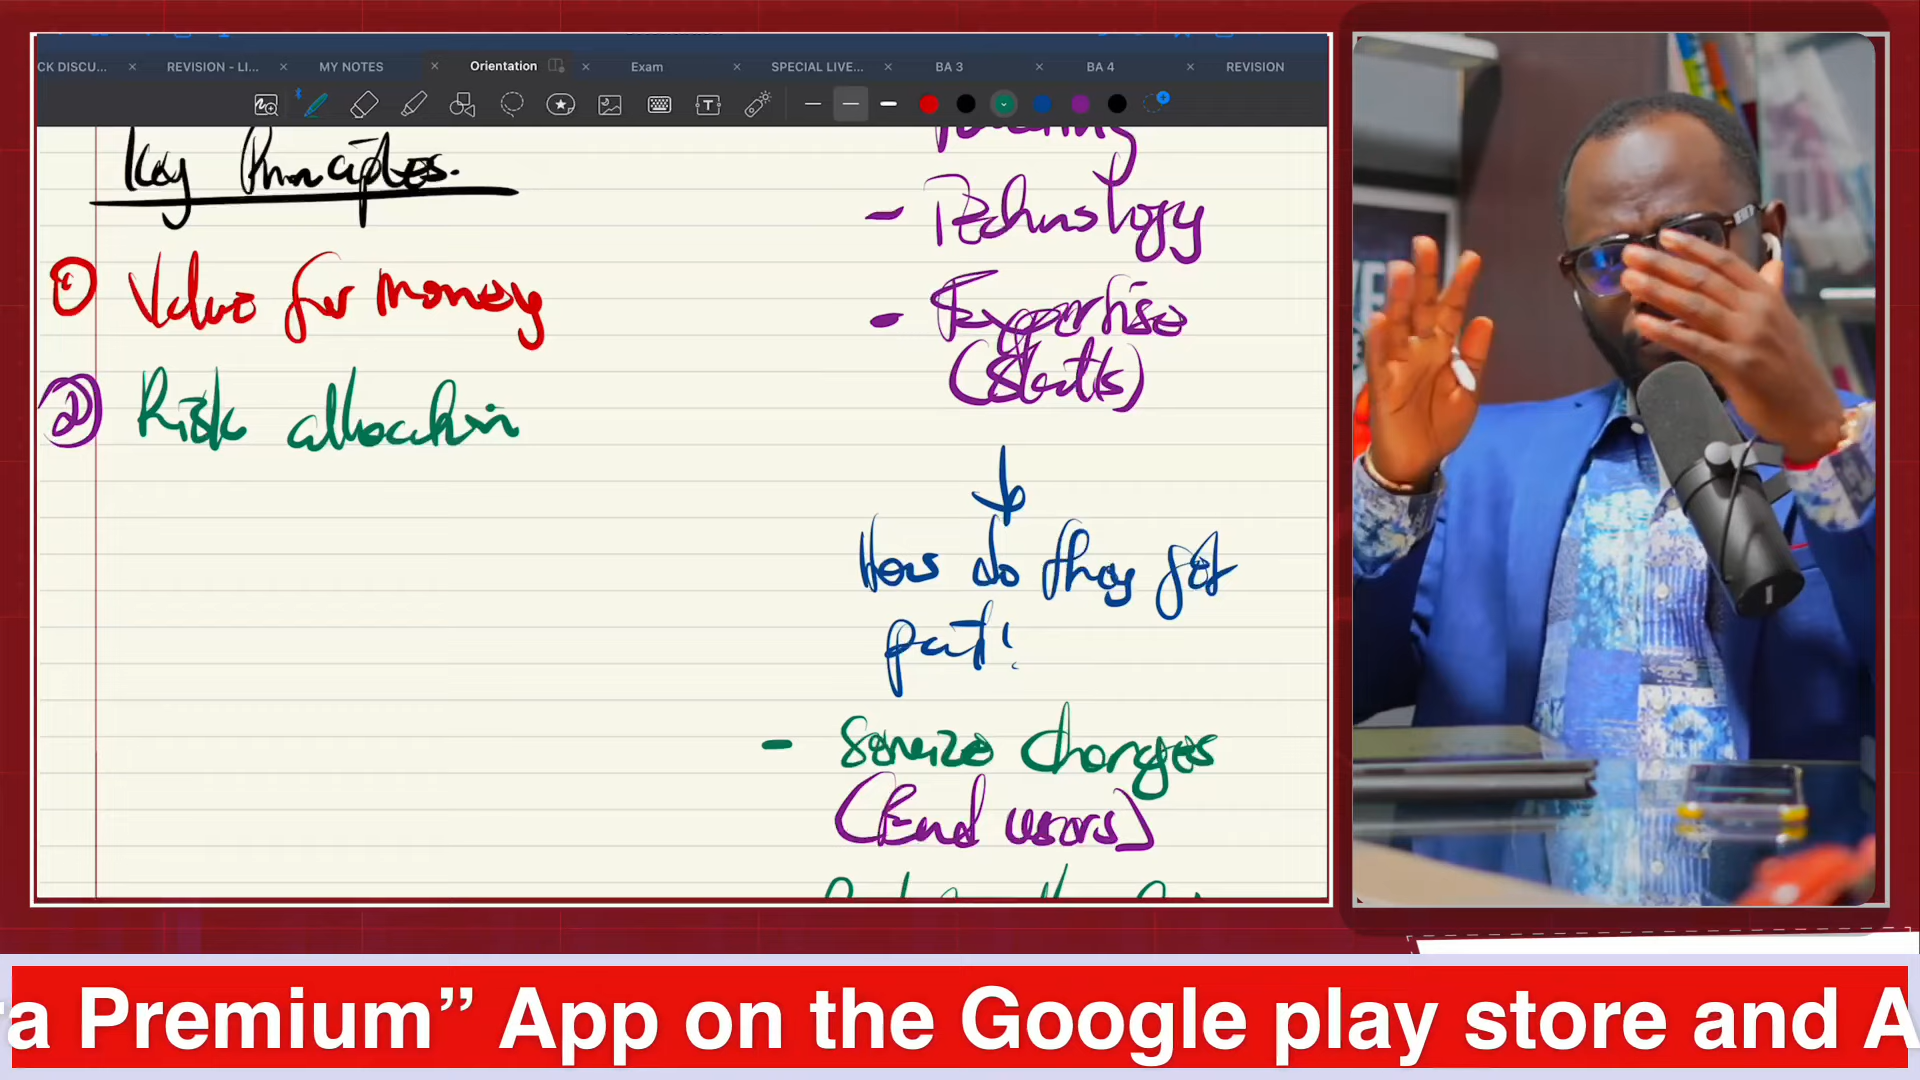 CK DISCU...
REVISION - LI...
MY NOTES
Orientation
Exam
SPECIAL LIVE...
BA 3
BA 4
REVISION
Key Principles.
① Value for money
② Risk allocation
- Technology
- Expertise
(Skills)
How do they get
paid?
- Service charges
(End users)
ra Premium” App on the Google play store and A